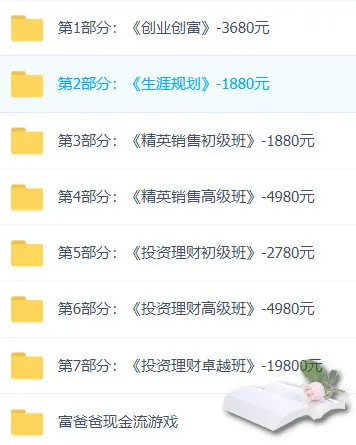 第1部分：《创业创富》-3680元
第2部分：《生涯规划》-1880元
第3部分：《精英销售初级班》-1880元
第4部分：《精英销售高级班》-4980元
第5部分：《投资理财初级班》-2780元
第6部分：《投资理财高级班》-4980元
第7部分：《投资理财卓越班》-19800元
富爸爸现金流游戏